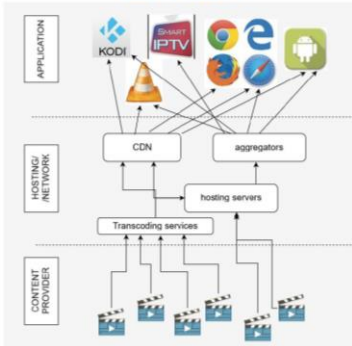 APPLICATION
KODI
SMART
IPTV
CDN
aggregators
HOSTING/
/NETWORK
hosting servers
Transcoding services
CONTENT
PROVIDER